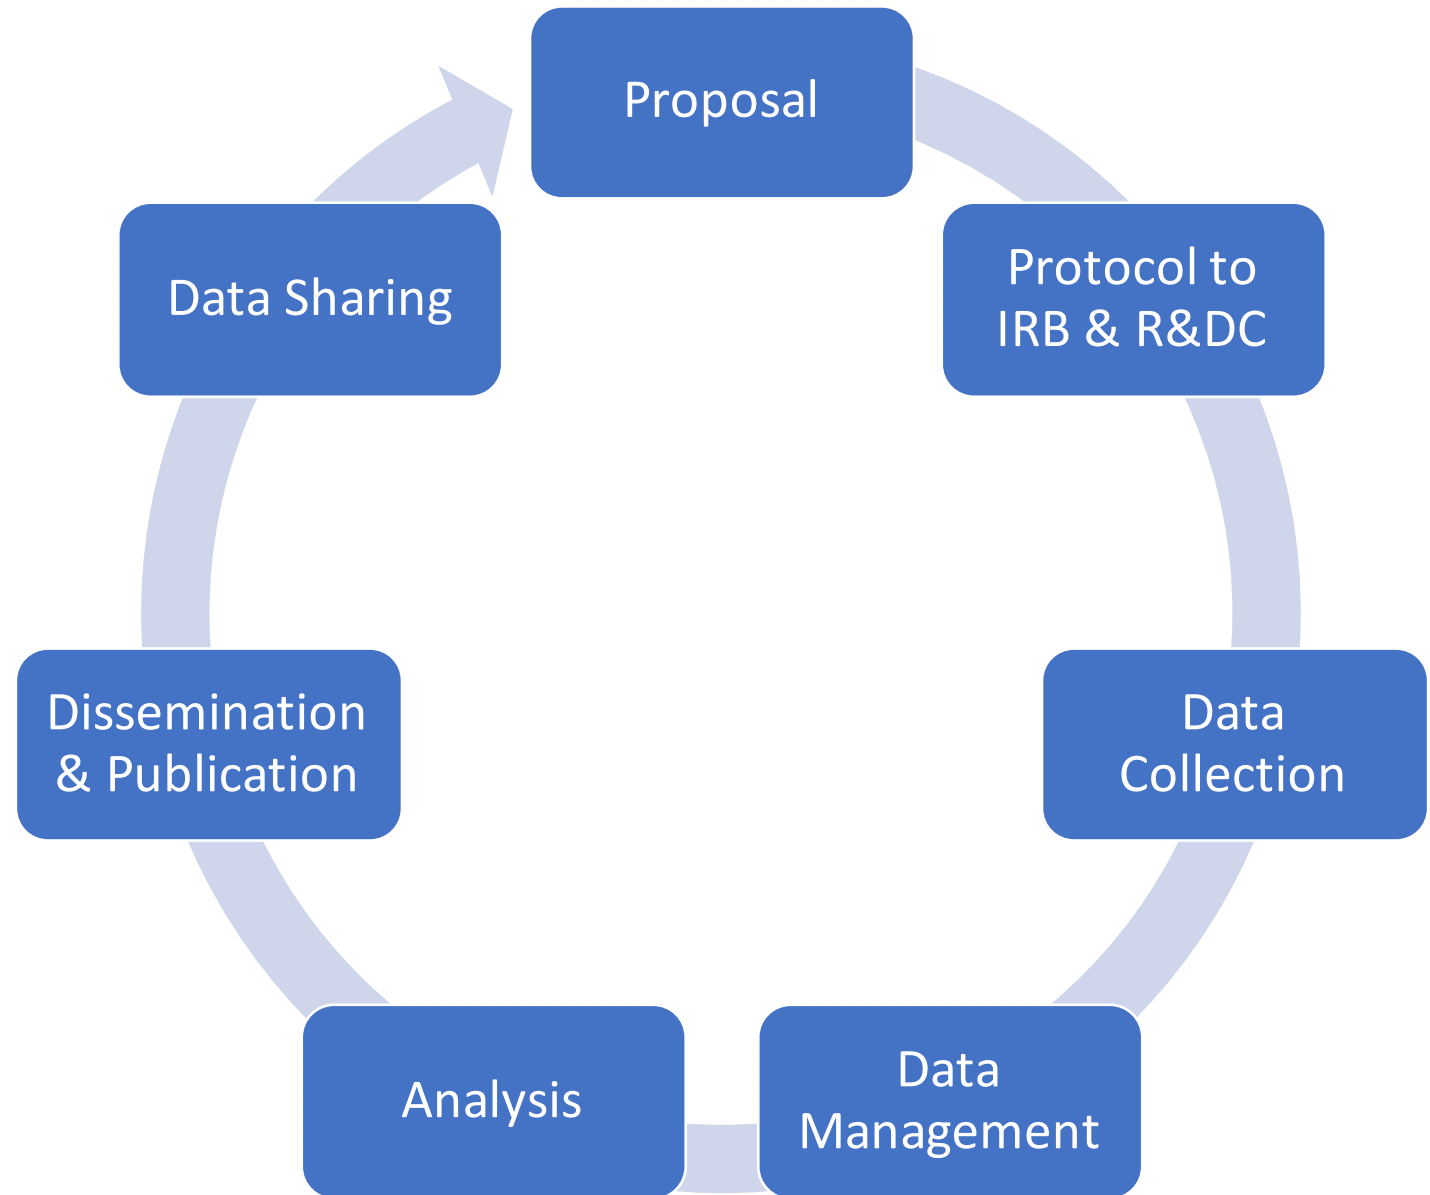 Proposal
Protocol to
IRB & R&DC
Data
Collection
Data
Management
Analysis
Dissemination
& Publication
Data Sharing